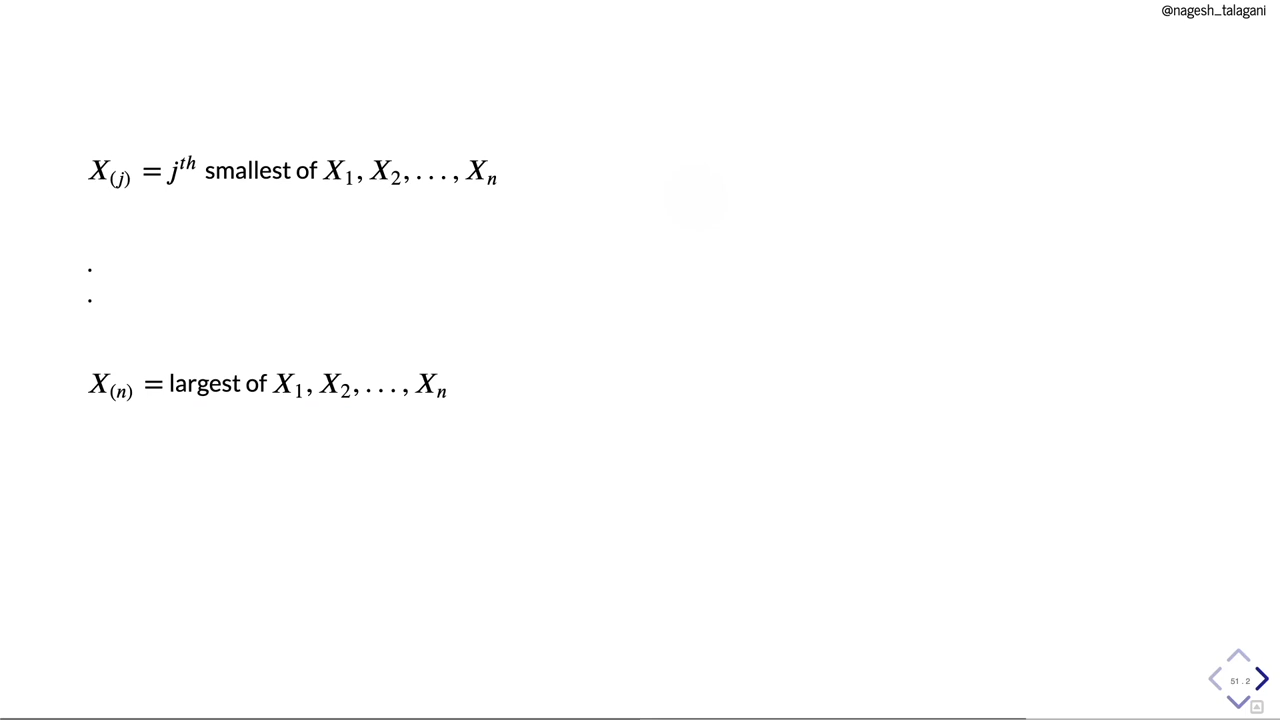 @nagesh_talagani
X_(j) = j^th smallest of X_1, X_2, . . . , X_n
.
.
X_(n) = largest of X_1, X_2, . . . , X_n
51 . 2